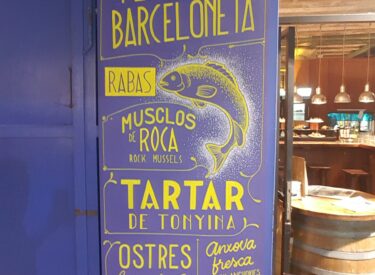 BARCELONETA
RABAS
MUSCLOS
DE ROCA
ROCK MUSSELS
TARTAR
DE TONYINA
OSTRES
Anxova
fresca